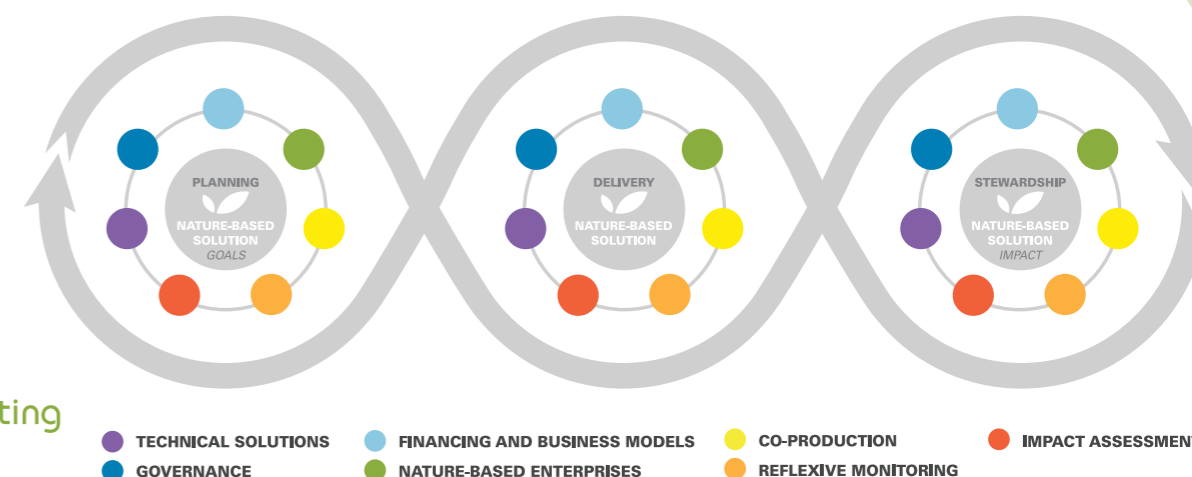 PLANNING
NATURE-BASED
SOLUTION
GOALS
DELIVERY
NATURE-BASED
SOLUTION
STEWARDSHIP
NATURE-BASED
SOLUTION
IMPACT
ting
TECHNICAL SOLUTIONS
FINANCING AND BUSINESS MODELS
CO-PRODUCTION
IMPACT ASSESSMENT
GOVERNANCE
NATURE-BASED ENTERPRISES
REFLEXIVE MONITORING